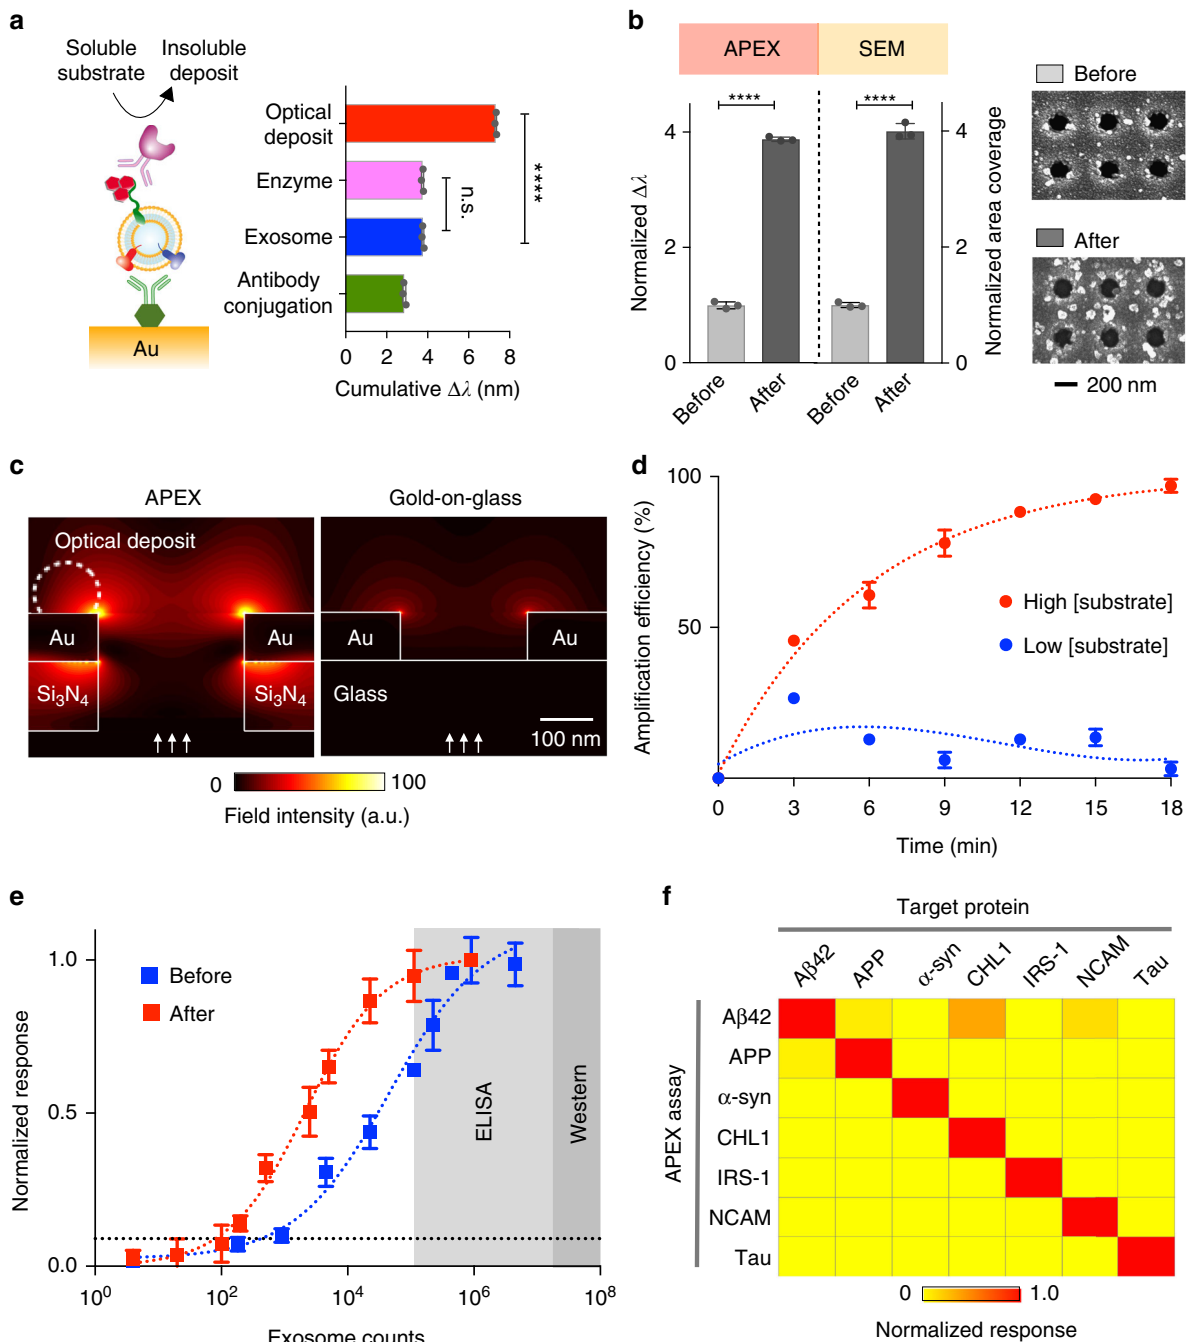 a
Soluble
substrate
Insoluble
deposit
Au
Optical
deposit
Enzyme
Exosome
Antibody
conjugation
n.s.
****
0 2 4 6 8
Cumulative Δλ (nm)
b
APEX SEM
**** ****
Normalized Δλ
4
2
0
4
2
0
Normalized area coverage
Before After Before After
Before
After
200 nm
c
APEX Gold-on-glass
Optical deposit
Au Au Au Au
Si3N4 Si3N4 Glass
100 nm
0 100
Field intensity (a.u.)
d
Amplification efficiency (%)
100
50
High [substrate]
Low [substrate]
0 3 6 9 12 15 18
Time (min)
e
Normalized response
1.0
0.5
0.0
Before
After
ELISA
Western
10^0 10^2 10^4 10^6 10^8
Exosome counts
f
Target protein
Aβ42 APP α-syn CHL1 IRS-1 NCAM Tau
APEX assay
Aβ42
APP
α-syn
CHL1
IRS-1
NCAM
Tau
0 1.0
Normalized response